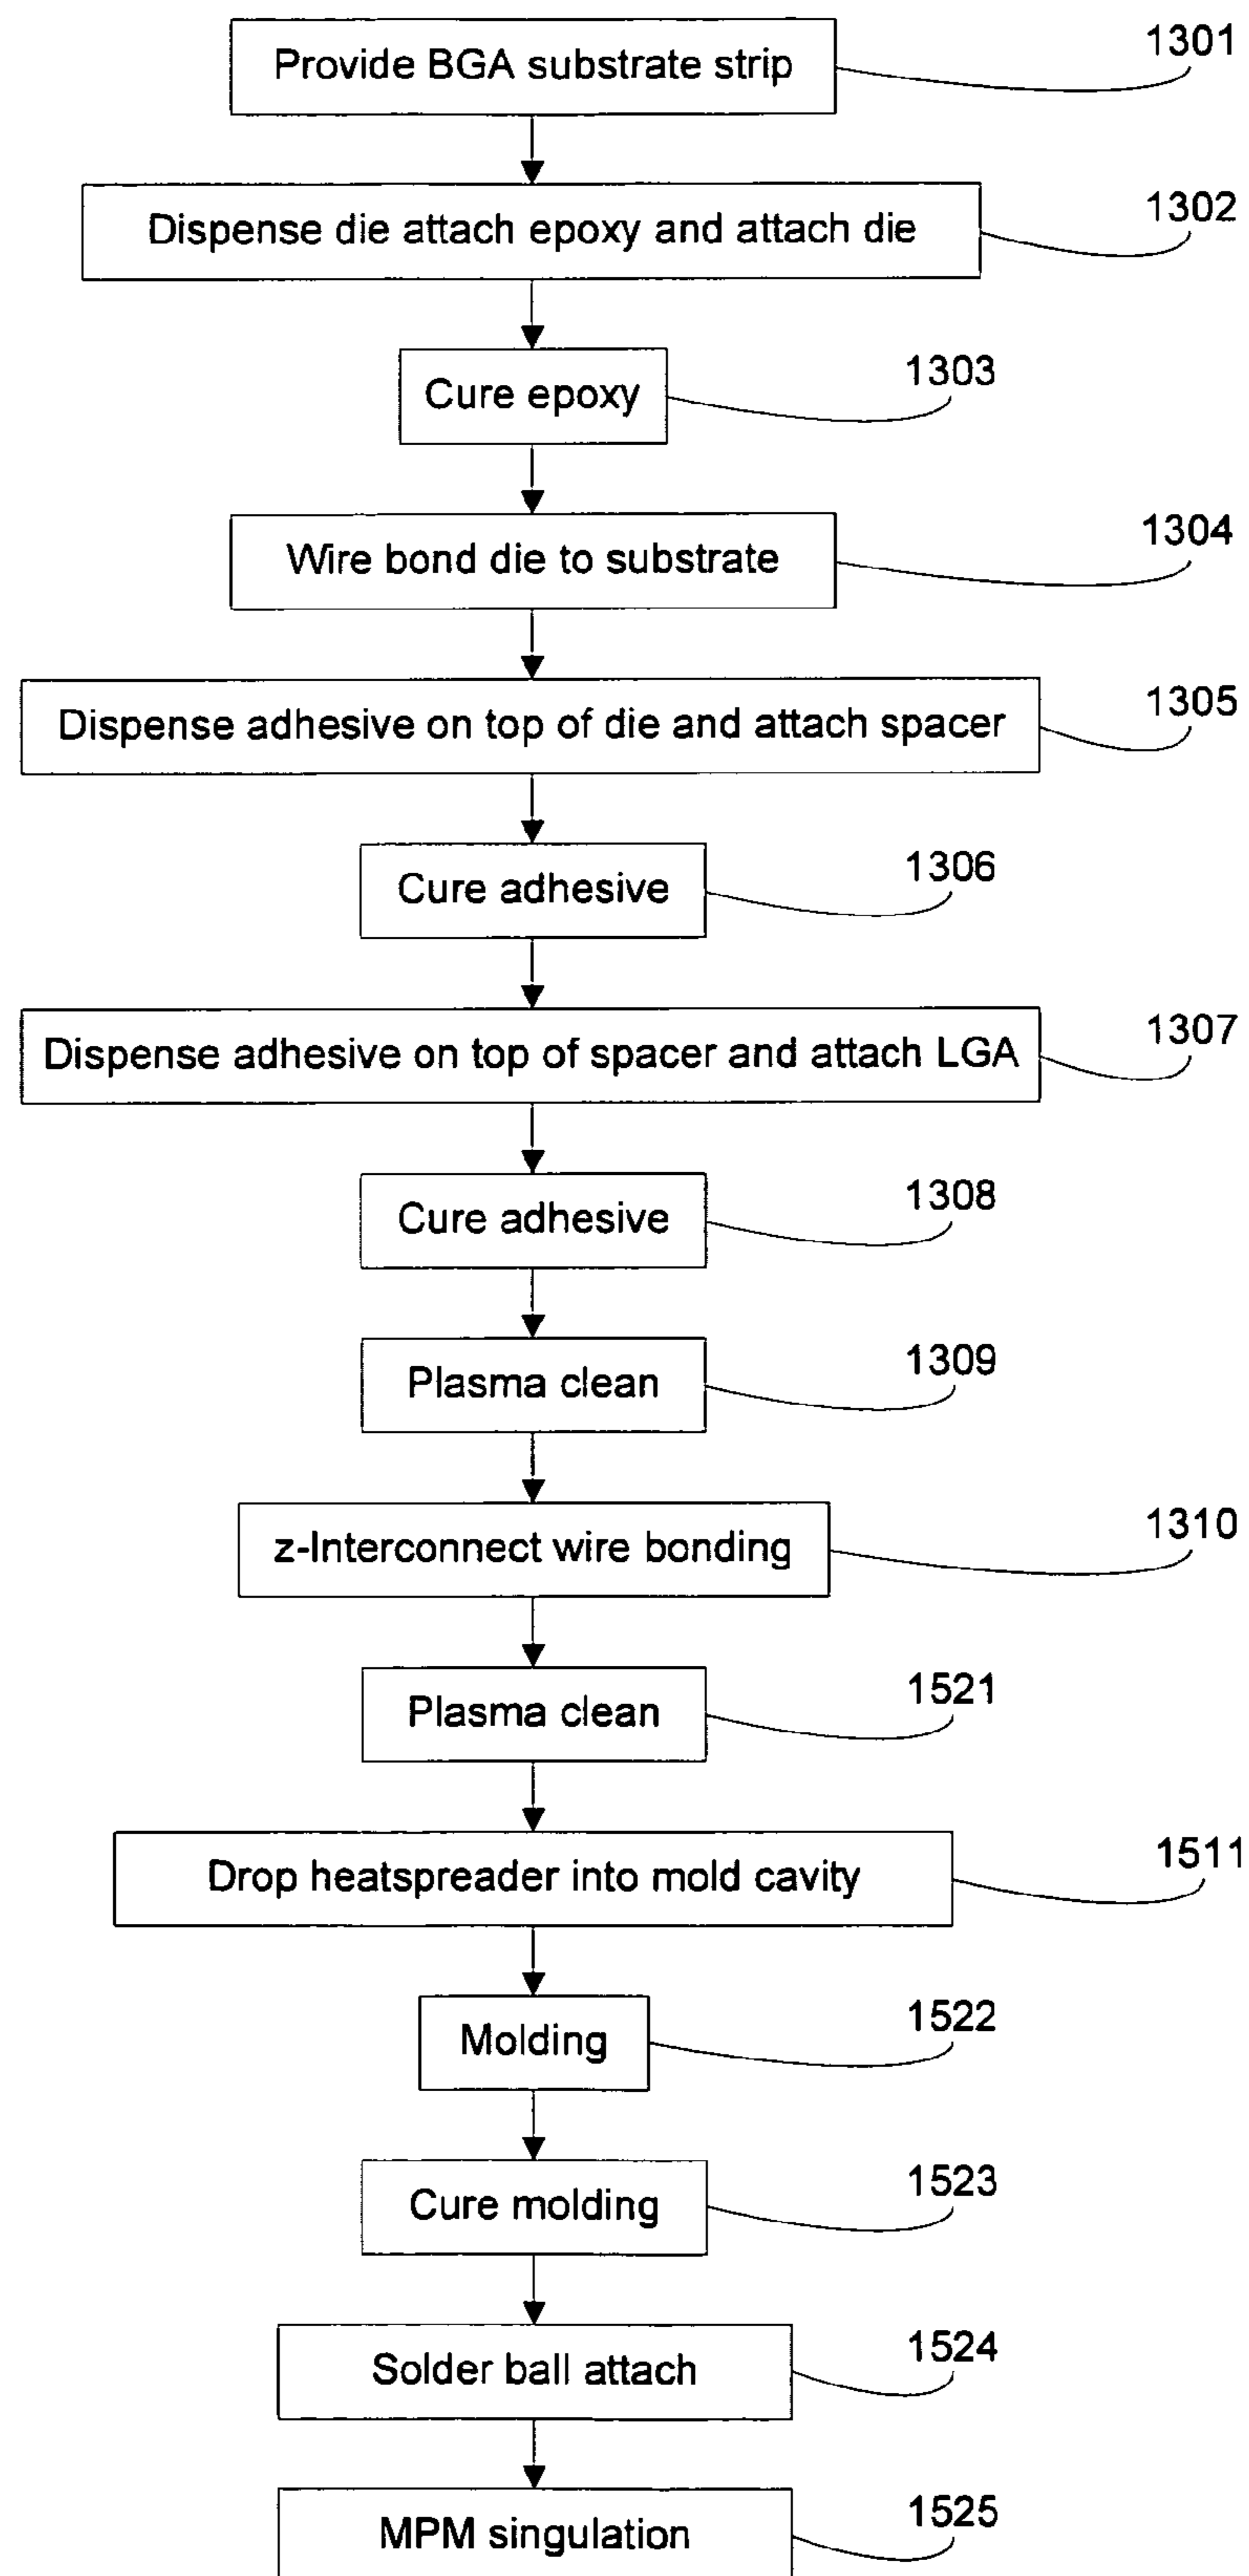 Provide BGA substrate strip
1301
Dispense die attach epoxy and attach die
1302
Cure epoxy
1303
Wire bond die to substrate
1304
Dispense adhesive on top of die and attach spacer
1305
Cure adhesive
1306
Dispense adhesive on top of spacer and attach LGA
1307
Cure adhesive
1308
Plasma clean
1309
z-Interconnect wire bonding
1310
Plasma clean
1521
Drop heatspreader into mold cavity
1511
Molding
1522
Cure molding
1523
Solder ball attach
1524
MPM singulation
1525